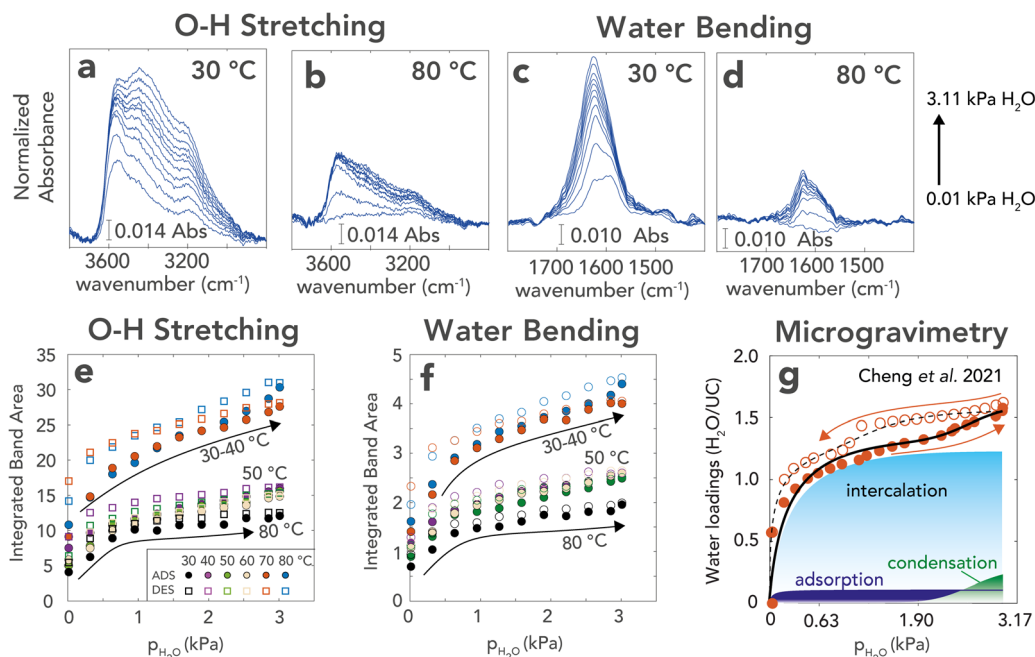 O-H Stretching
Water Bending
a
30 °C
b
80 °C
c
30 °C
d
80 °C
3.11 kPa H2O
0.01 kPa H2O
Normalized
Absorbance
0.014 Abs
0.014 Abs
0.010 Abs
0.010 Abs
3600 3200
3600 3200
1700 1600 1500
1700 1600 1500
wavenumber (cm-1)
wavenumber (cm-1)
wavenumber (cm-1)
wavenumber (cm-1)
O-H Stretching
Integrated Band Area
35
30
25
20
15
10
5
0
e
30-40 °C
50 °C
80 °C
30 40 50 60 70 80 °C
ADS
DES
0 1 2 3
pH2O (kPa)
Water Bending
Integrated Band Area
5
4
3
2
1
0
f
30-40 °C
50 °C
80 °C
0 1 2 3
pH2O (kPa)
Microgravimetry
Water loadings (H2O/UC)
2.0
1.5
1.0
0.5
0
g
Cheng et al. 2021
intercalation
condensation
adsorption
0 0.63 1.90 3.17
pH2O (kPa)